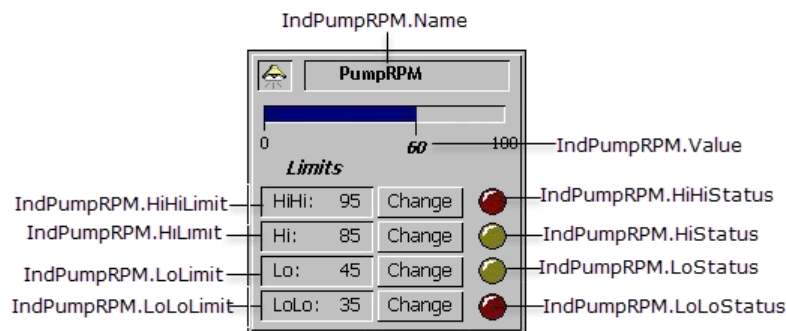 IndPumpRPM.Name
PumpRPM
0 60 100
IndPumpRPM.Value
Limits
IndPumpRPM.HiHiLimit HiHi: 95 Change IndPumpRPM.HiHiStatus
IndPumpRPM.HiLimit Hi: 85 Change IndPumpRPM.HiStatus
IndPumpRPM.LoLimit Lo: 45 Change IndPumpRPM.LoStatus
IndPumpRPM.LoLoLimit LoLo: 35 Change IndPumpRPM.LoLoStatus